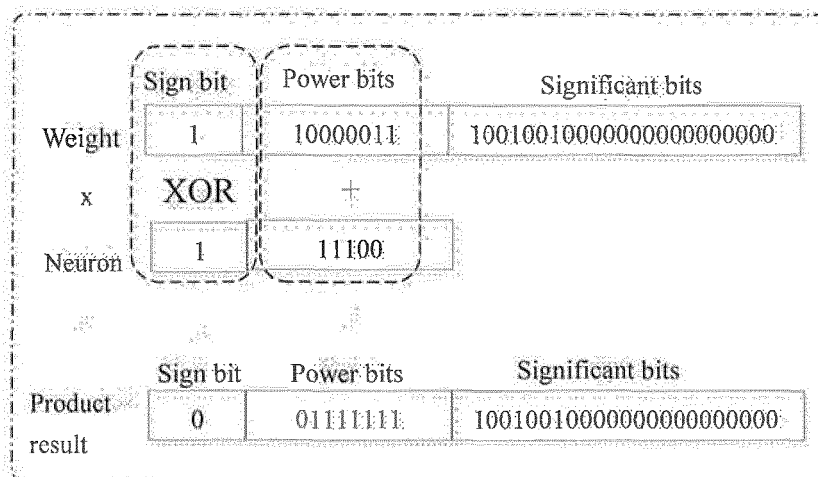 Sign bit Power bits Significant bits
Weight 1 10000011 10010010000000000000000
x XOR +
Neuron 1 11100
Sign bit Power bits Significant bits
Product
result 0 01111111 10010010000000000000000